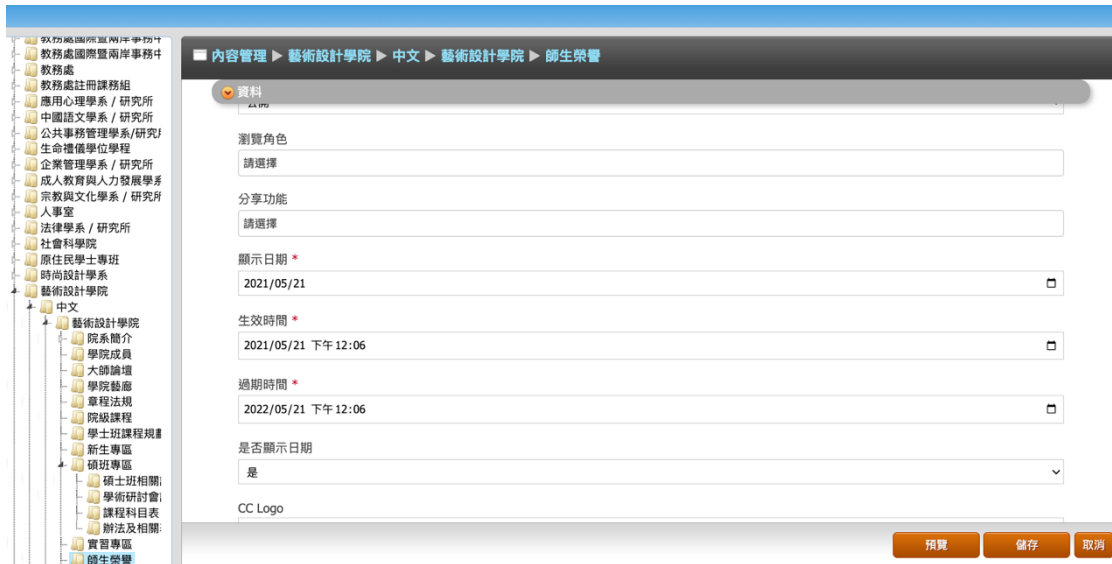 教務處國際暨兩岸事務中
教務處國際暨兩岸事務中
教務處
教務處註冊課務組
應用心理學系 / 研究所
中國語文學系 / 研究所
公共事務管理學系/研究所
生命禮儀學位學程
企業管理學系 / 研究所
成人教育與人力發展學系
宗教與文化學系 / 研究所
人事室
法律學系 / 研究所
社會科學院
原住民學士專班
時尚設計學系
藝術設計學院
中文
藝術設計學院
院系簡介
學院成員
大師論壇
學院藝廊
章程法規
院級課程
學士班課程規劃
新生專區
碩班專區
碩士班相關
學術研討會
課程科目表
辦法及相關
實習專區
師生榮譽
內容管理 ▶ 藝術設計學院 ▶ 中文 ▶ 藝術設計學院 ▶ 師生榮譽
資料
公開
瀏覽角色
請選擇
分享功能
請選擇
顯示日期 *
2021/05/21
生效時間 *
2021/05/21 下午12:06
過期時間 *
2022/05/21 下午12:06
是否顯示日期
是
CC Logo
預覽 儲存 取消